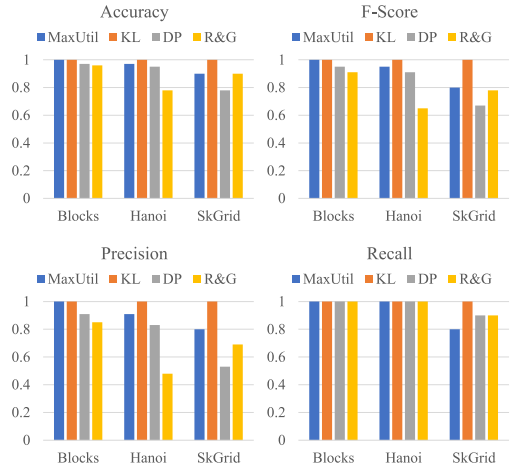 Accuracy
MaxUtil KL DP R&G
1
0.8
0.6
0.4
0.2
0
Blocks Hanoi SkGrid
F-Score
MaxUtil KL DP R&G
1
0.8
0.6
0.4
0.2
0
Blocks Hanoi SkGrid
Precision
MaxUtil KL DP R&G
1
0.8
0.6
0.4
0.2
0
Blocks Hanoi SkGrid
Recall
MaxUtil KL DP R&G
1
0.8
0.6
0.4
0.2
0
Blocks Hanoi SkGrid